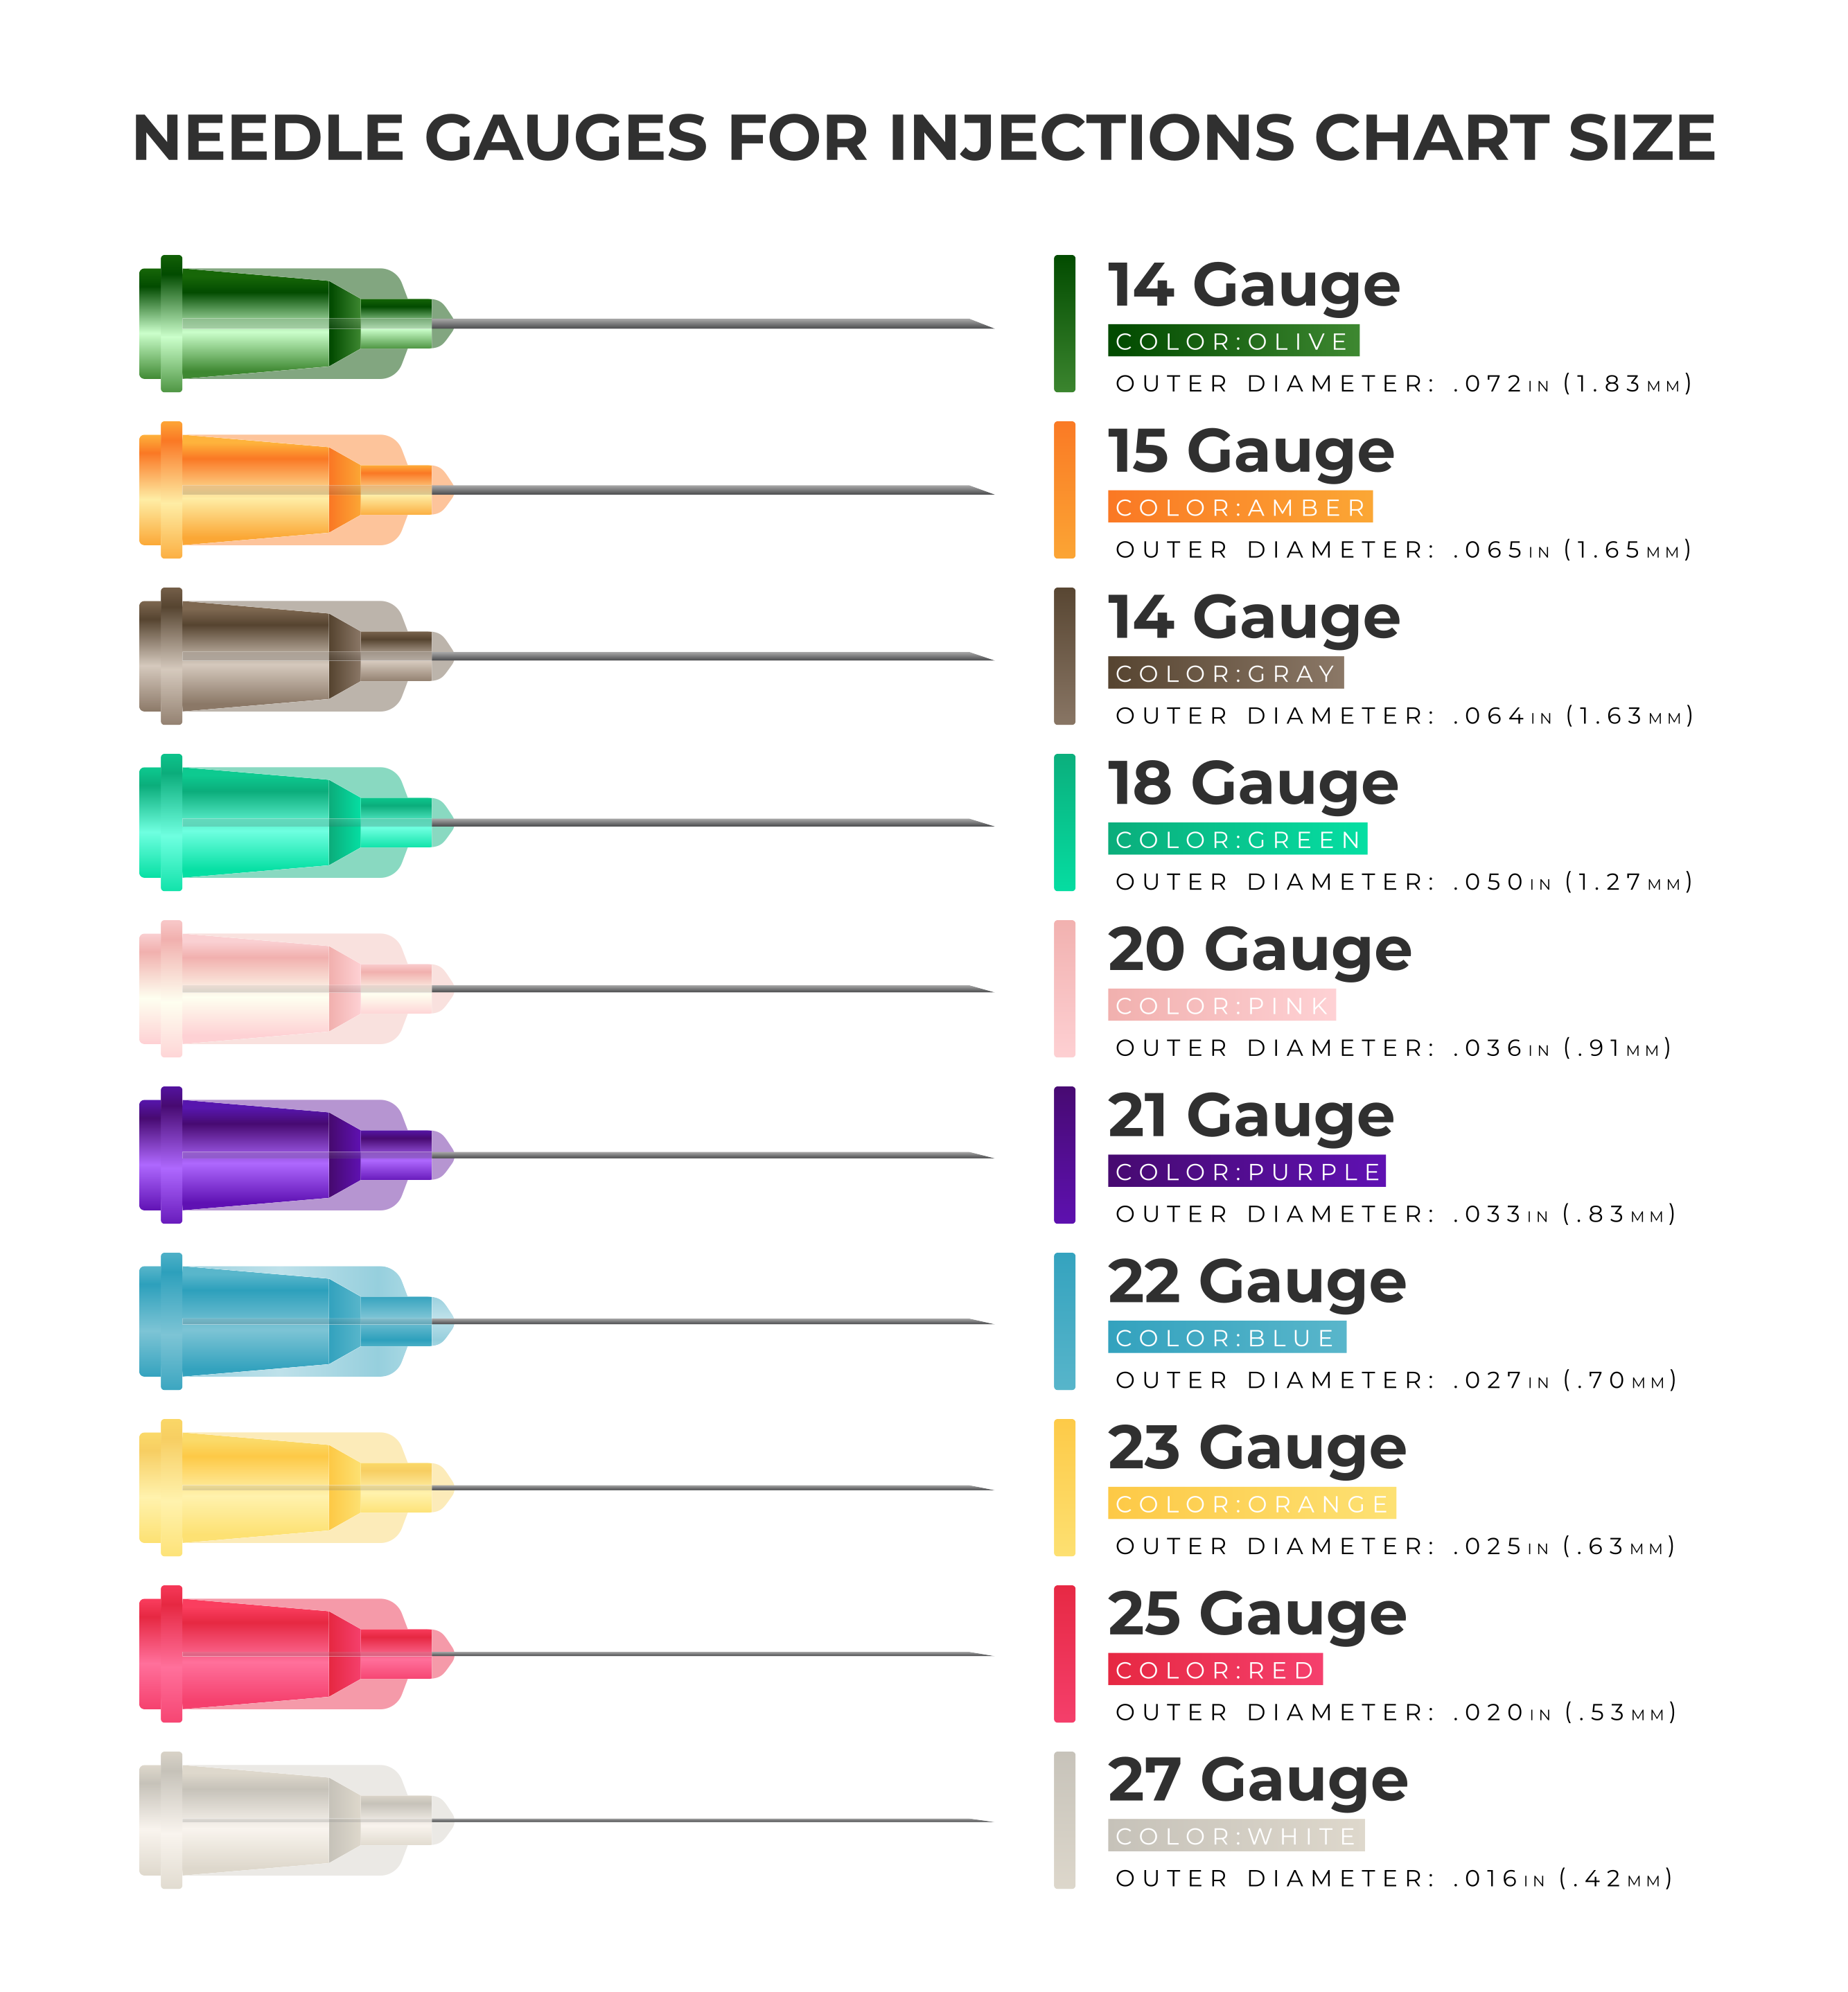 NEEDLE GAUGES FOR INJECTIONS CHART SIZE
14 Gauge
COLOR:OLIVE
OUTER DIAMETER: .072IN (1.83MM)
15 Gauge
COLOR:AMBER
OUTER DIAMETER: .065IN (1.65MM)
14 Gauge
COLOR:GRAY
OUTER DIAMETER: .064IN (1.63MM)
18 Gauge
COLOR:GREEN
OUTER DIAMETER: .050IN (1.27MM)
20 Gauge
COLOR:PINK
OUTER DIAMETER: .036IN (.91MM)
21 Gauge
COLOR:PURPLE
OUTER DIAMETER: .033IN (.83MM)
22 Gauge
COLOR:BLUE
OUTER DIAMETER: .027IN (.70MM)
23 Gauge
COLOR:ORANGE
OUTER DIAMETER: .025IN (.63MM)
25 Gauge
COLOR:RED
OUTER DIAMETER: .020IN (.53MM)
27 Gauge
COLOR:WHITE
OUTER DIAMETER: .016IN (.42MM)